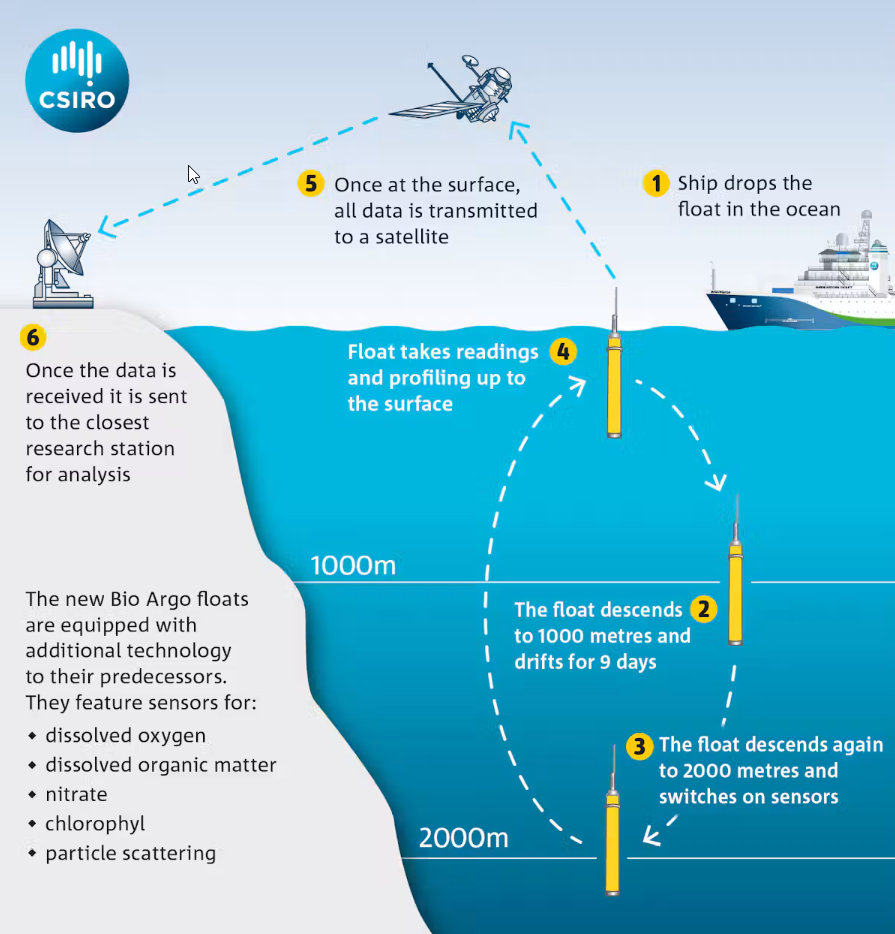 CSIRO
1 Ship drops the
float in the ocean
5 Once at the surface,
all data is transmitted
to a satellite
6
Once the data is
received it is sent
to the closest
research station
for analysis
Float takes readings 4
and profiling up to
the surface
1000m
The float descends 2
to 1000 metres and
drifts for 9 days
3 The float descends again
to 2000 metres and
switches on sensors
2000m
The new Bio Argo floats
are equipped with
additional technology
to their predecessors.
They feature sensors for:
◆ dissolved oxygen
◆ dissolved organic matter
◆ nitrate
◆ chlorophyl
◆ particle scattering